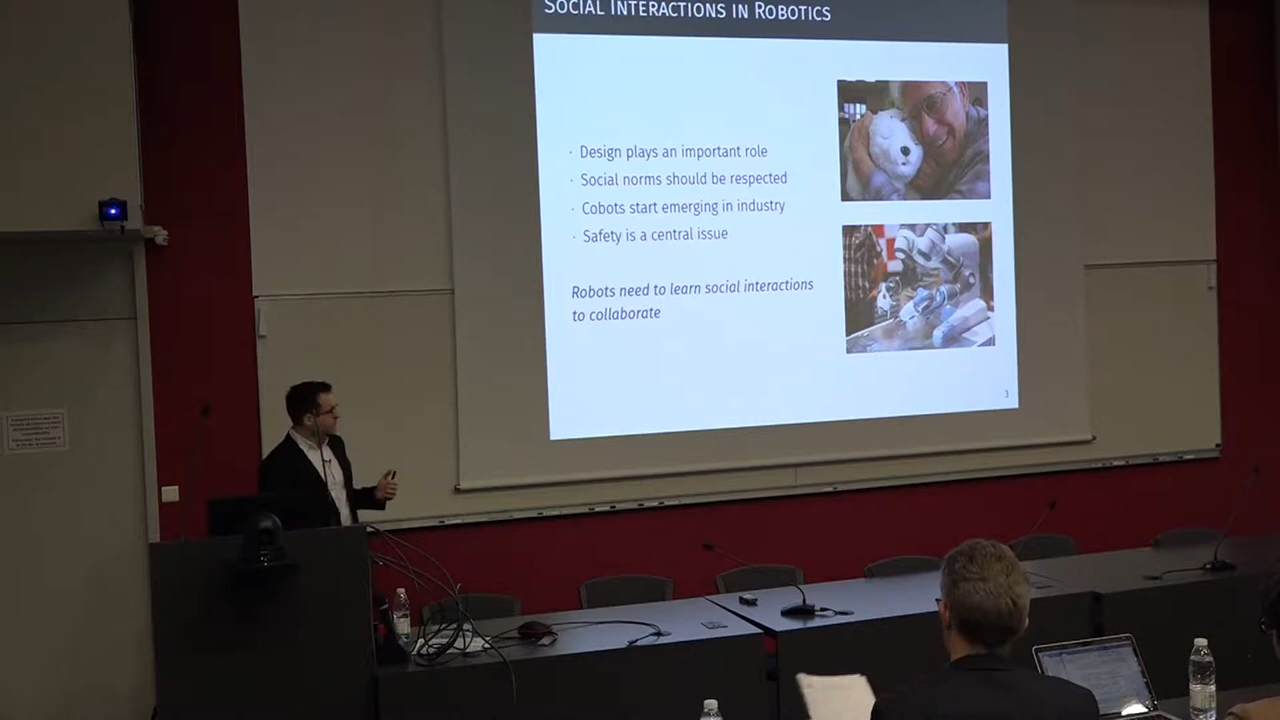 SOCIAL INTERACTIONS IN ROBOTICS
· Design plays an important role
· Social norms should be respected
· Cobots start emerging in industry
· Safety is a central issue
Robots need to learn social interactions
to collaborate
3